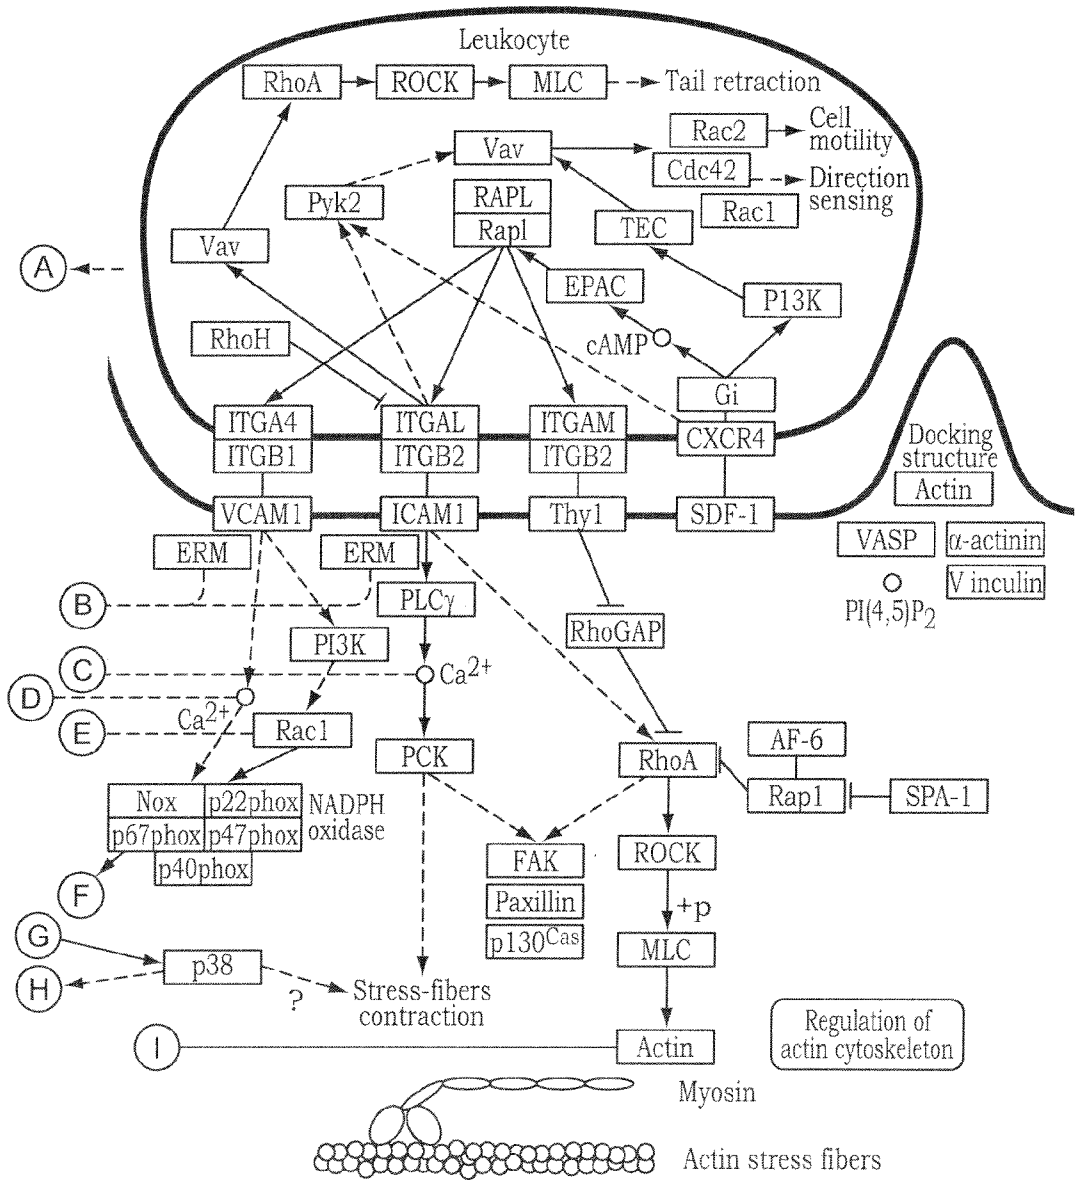 Leukocyte
RhoA
ROCK
MLC
Tail retraction
Rac2
Cell
motility
Vav
Cdc42
Direction
sensing
Pyk2
RAPL
Rapl
TEC
Rac1
Vav
A
EPAC
P13K
RhoH
cAMP
Gi
ITGA4
ITGAL
ITGAM
CXCR4
ITGB1
ITGB2
ITGB2
Docking
structure
Actin
VCAM1
ICAM1
Thy1
SDF-1
VASP
α-actinin
ERM
ERM
V inculin
PI(4,5)P2
B
PLCγ
PI3K
RhoGAP
C
Ca2+
D
Ca2+
E
Rac1
PCK
RhoA
AF-6
Rap1
SPA-1
Nox
p22phox
NADPH
oxidase
p67phox
p47phox
p40phox
F
FAK
ROCK
Paxillin
+p
p130Cas
G
MLC
p38
H
?
Stress-fibers
contraction
I
Actin
Regulation of
actin cytoskeleton
Myosin
Actin stress fibers